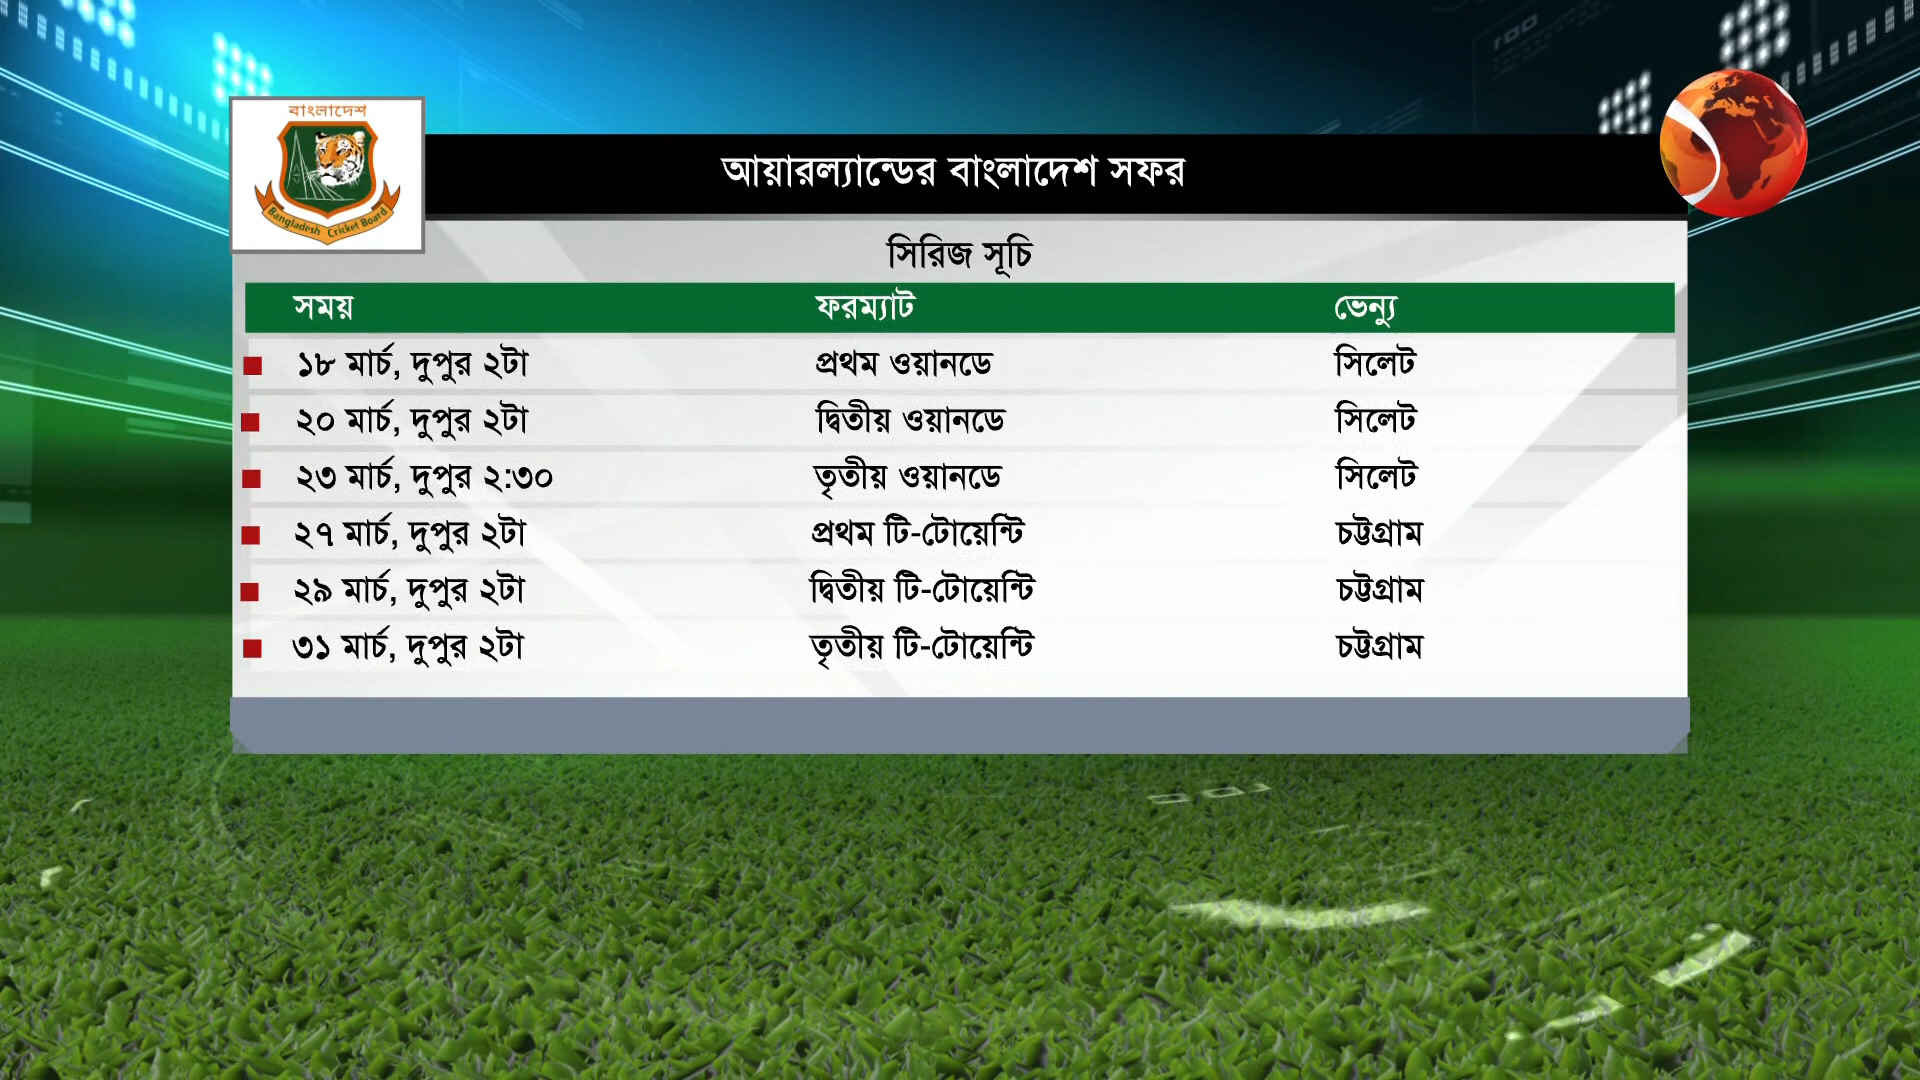 বাংলাদেশ
Bangladesh Cricket Board
আয়ারল্যান্ডের বাংলাদেশ সফর
সিরিজ সূচি
সময় ফরম্যাট ভেন্যু
১৮ মার্চ, দুপুর ২টা প্রথম ওয়ানডে সিলেট
২০ মার্চ, দুপুর ২টা দ্বিতীয় ওয়ানডে সিলেট
২৩ মার্চ, দুপুর ২:৩০ তৃতীয় ওয়ানডে সিলেট
২৭ মার্চ, দুপুর ২টা প্রথম টি-টোয়েন্টি চট্টগ্রাম
২৯ মার্চ, দুপুর ২টা দ্বিতীয় টি-টোয়েন্টি চট্টগ্রাম
৩১ মার্চ, দুপুর ২টা তৃতীয় টি-টোয়েন্টি চট্টগ্রাম